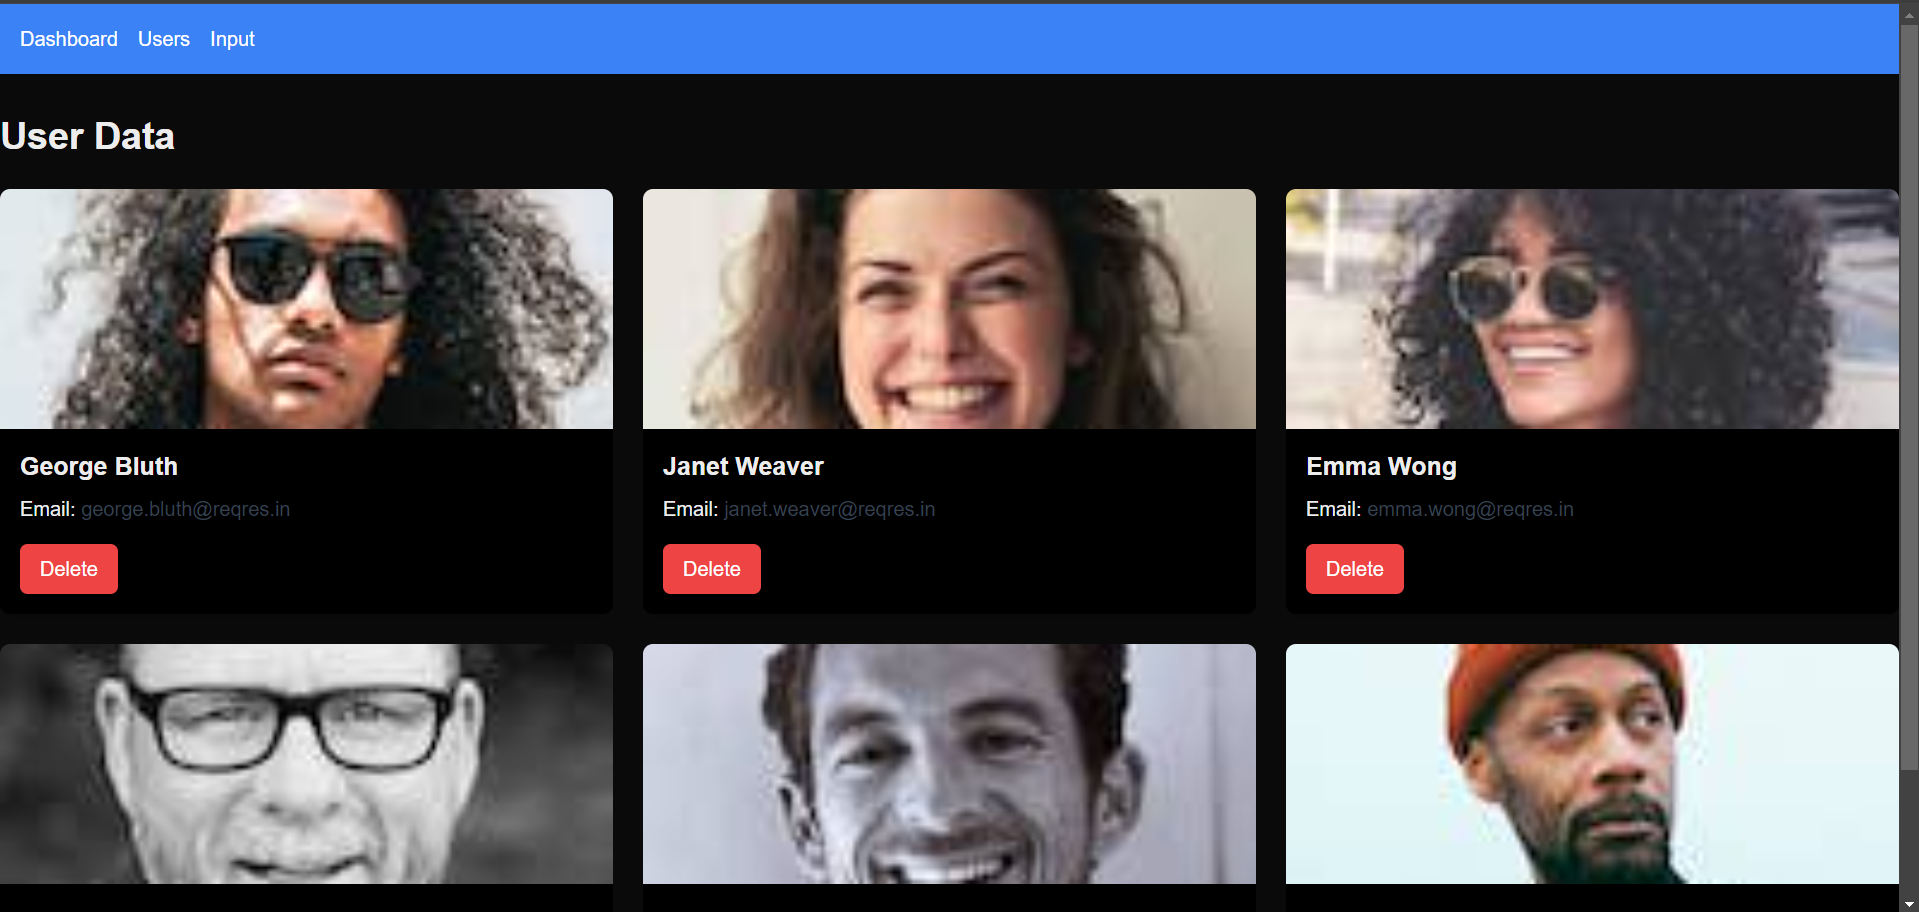 Dashboard Users Input
User Data
George Bluth
Email: george.bluth@reqres.in
Delete
Janet Weaver
Email: janet.weaver@reqres.in
Delete
Emma Wong
Email: emma.wong@reqres.in
Delete